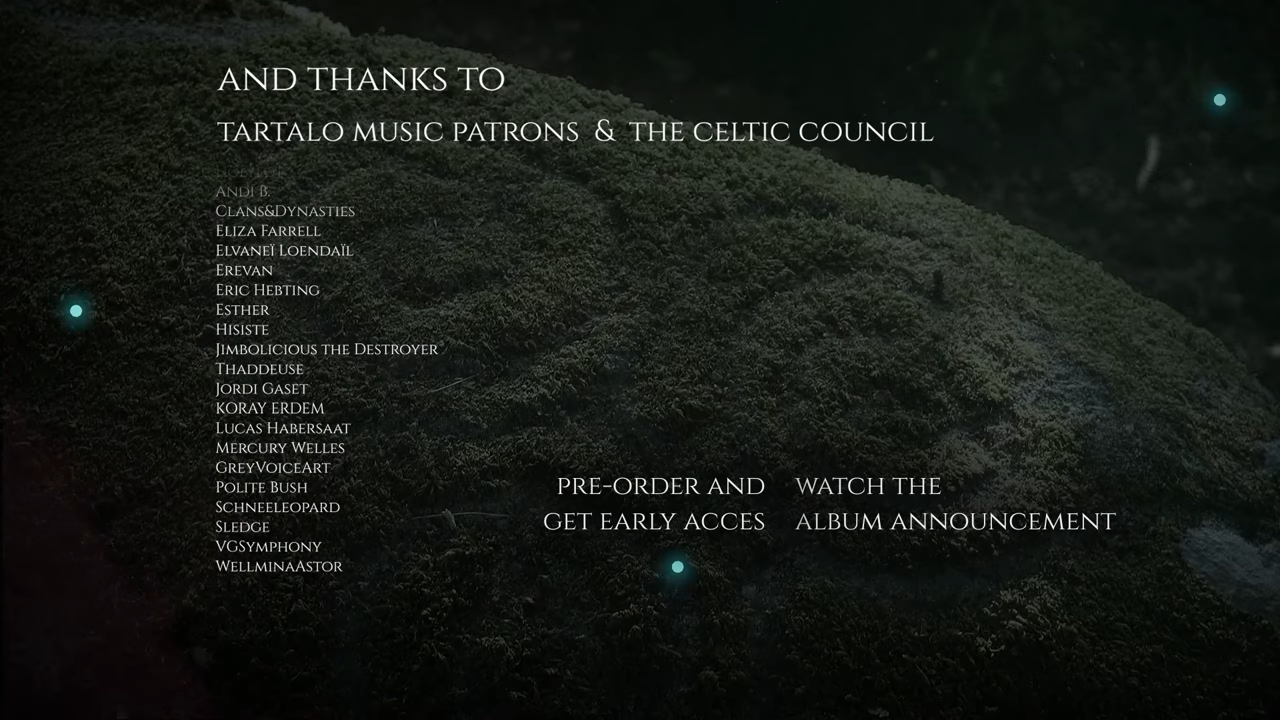 AND THANKS TO
TARTALO MUSIC PATRONS & THE CELTIC COUNCIL
ANDI B.
CLANS&DYNASTIES
ELIZA FARRELL
ELVANEÏ LOENDAÏL
EREVAN
ERIC HEBTING
ESTHER
HISISTE
JIMBOLICIOUS THE DESTROYER
THADDEUSE
JORDI GASET
KORAY ERDEM
LUCAS HABERSAAT
MERCURY WELLES
GREYVOICEART
POLITE BUSH
SCHNEELEOPARD
SLEDGE
VGSYMPHONY
WELLMINAASTOR
PRE-ORDER AND
GET EARLY ACCES
WATCH THE
ALBUM ANNOUNCEMENT